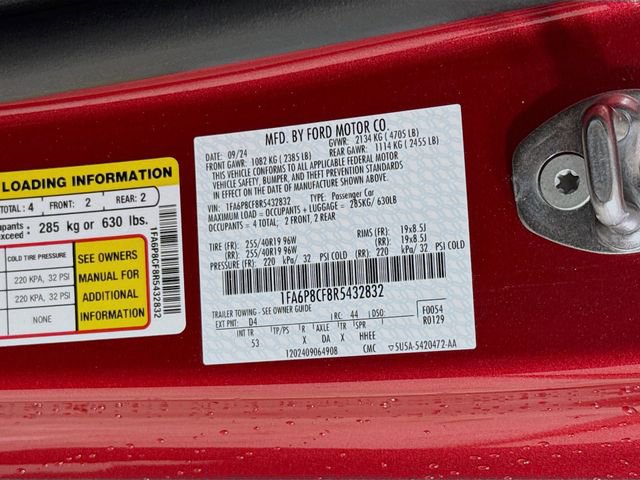 LOADING INFORMATION
TOTAL: 4 FRONT: 2 REAR: 2
exceed: 285 kg or 630 lbs.
COLD TIRE PRESSURE
220 KPA, 32 PSI
220 KPA, 32 PSI
NONE
SEE OWNERS
MANUAL FOR
ADDITIONAL
INFORMATION
1FA6P8CF8R5432832
MFD. BY FORD MOTOR CO.
DATE: 09/24 GVWR: 2134 KG ( 4705 LB)
FRONT GAWR: 1082 KG ( 2385 LB) REAR GAWR: 1114 KG ( 2455 LB)
THIS VEHICLE CONFORMS TO ALL APPLICABLE FEDERAL MOTOR
VEHICLE SAFETY, BUMPER, AND THEFT PREVENTION STANDARDS
IN EFFECT ON THE DATE OF MANUFACTURE SHOWN ABOVE.
VIN: 1FA6P8CF8R5432832 TYPE: Passenger Car
MAXIMUM LOAD = OCCUPANTS + LUGGAGE = 285KG/ 630LB
OCCUPANTS = 4 TOTAL: 2 FRONT, 2 REAR
TIRE (F): 255/40R19 96W RIMS (F): 19x8.5J
(R): 255/40R19 96W (R): 19x8.5J
PRESSURE (F): 220 kPa/ 32 PSI COLD (R): 220 kPa/ 32 PSI COLD
1FA6P8CF8R5432832
TRAILER TOWING - SEE OWNER GUIDE
EXT PNT: D4 RC: 44 DSO: F0054
R0129
INT TR TP/PS R AXLE TR SPR
53 X DA X HHEE
1202409064908 CMC 5U5A-5420472-AA